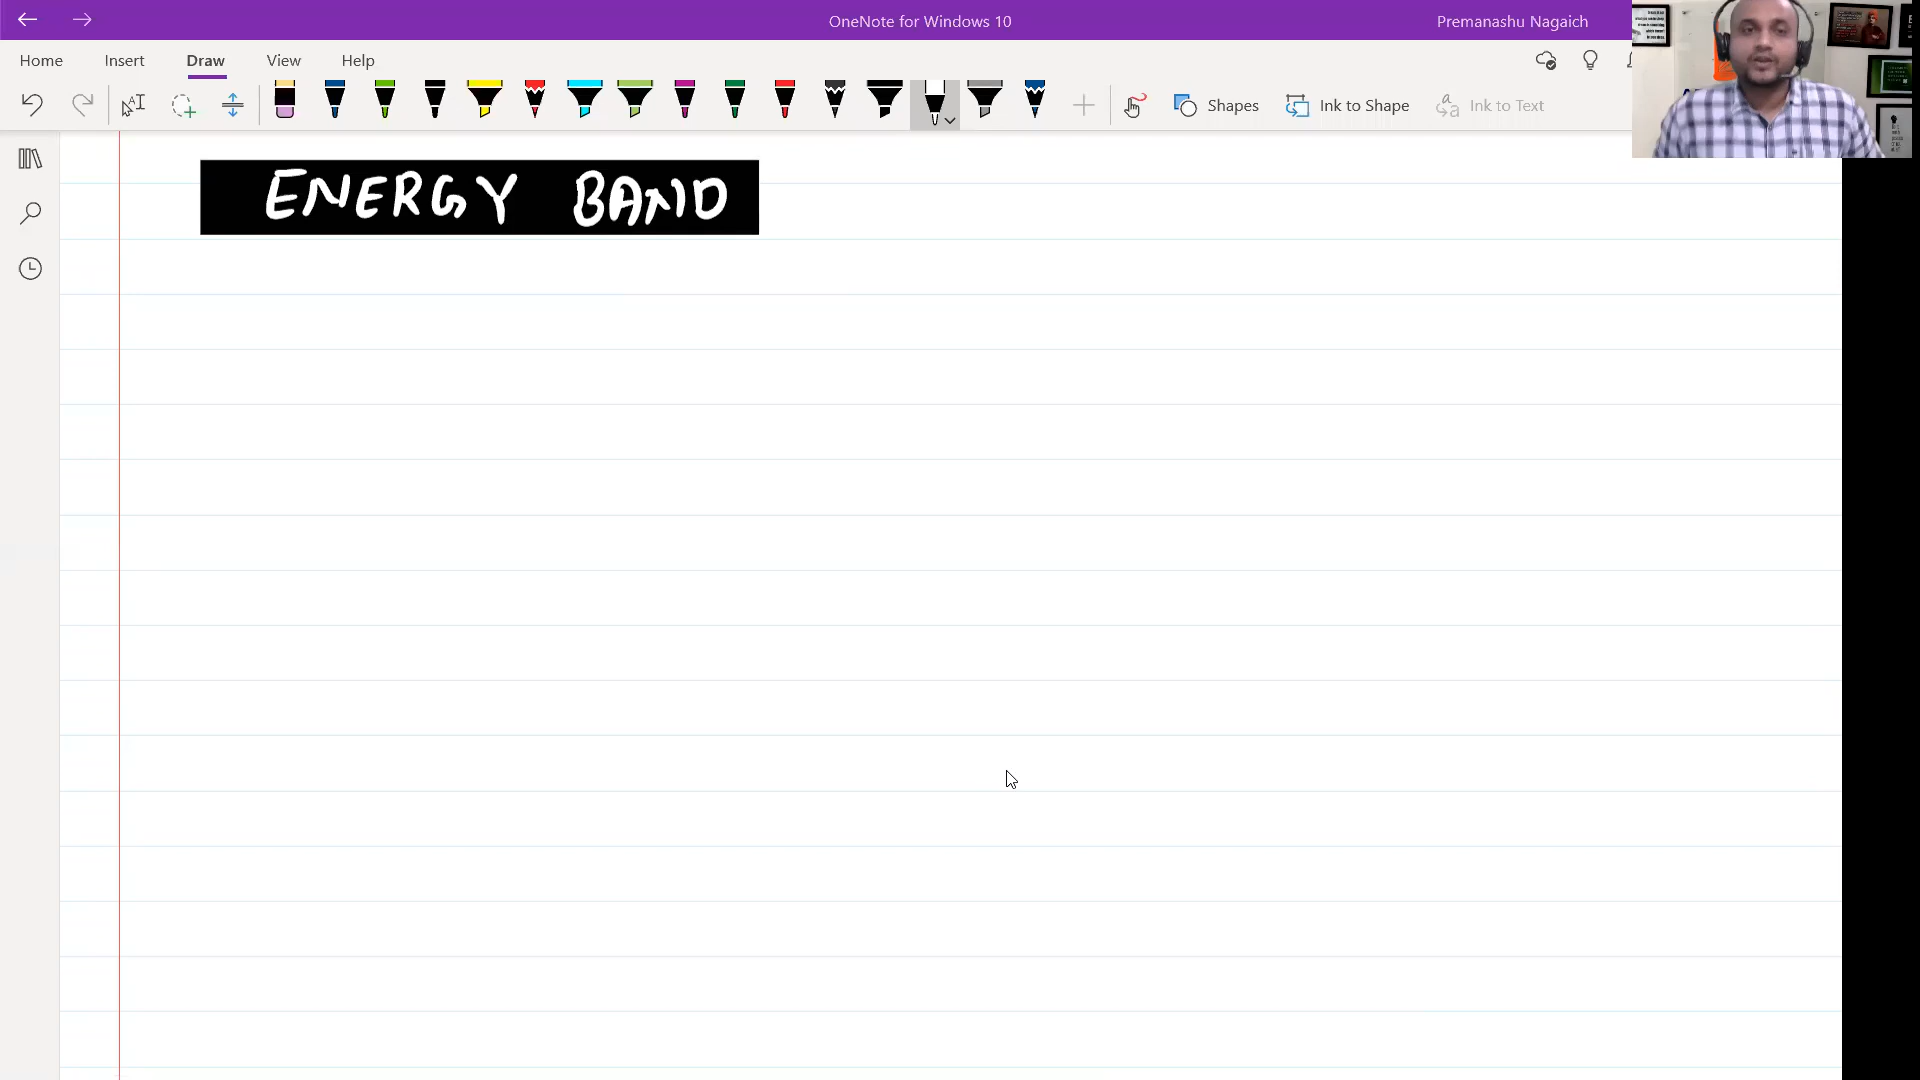 OneNote for Windows 10 Premanashu Nagaich
Home Insert Draw View Help
Shapes Ink to Shape Ink to Text
ENERGY BAND